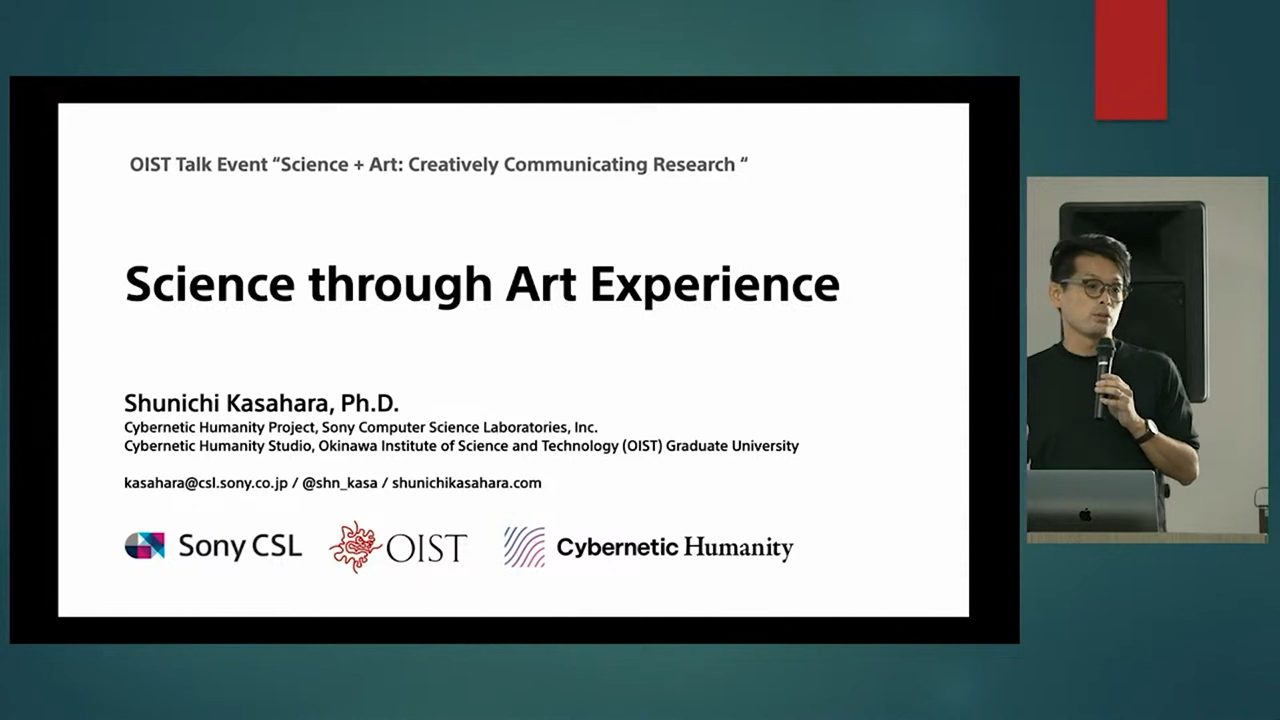 OIST Talk Event “Science + Art: Creatively Communicating Research “
Science through Art Experience
Shunichi Kasahara, Ph.D.
Cybernetic Humanity Project, Sony Computer Science Laboratories, Inc.
Cybernetic Humanity Studio, Okinawa Institute of Science and Technology (OIST) Graduate University
kasahara@csl.sony.co.jp / @shn_kasa / shunichikasahara.com
Sony CSL
OIST
Cybernetic Humanity